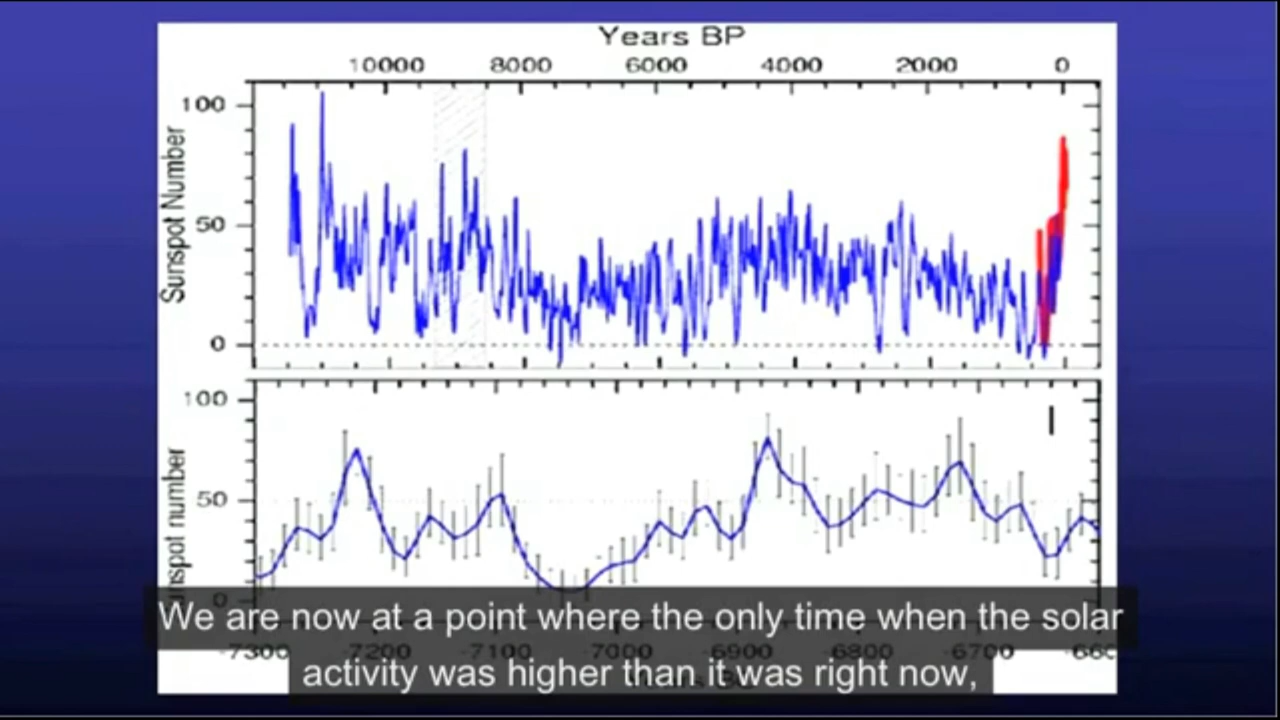 Years BP
10000 8000 6000 4000 2000 0
Sunspot Number
100
50
0
100
50
0
unspot number
We are now at a point where the only time when the solar
activity was higher than it was right now,
-7300 -7200 -7100 -7000 -6900 -6800 -6700